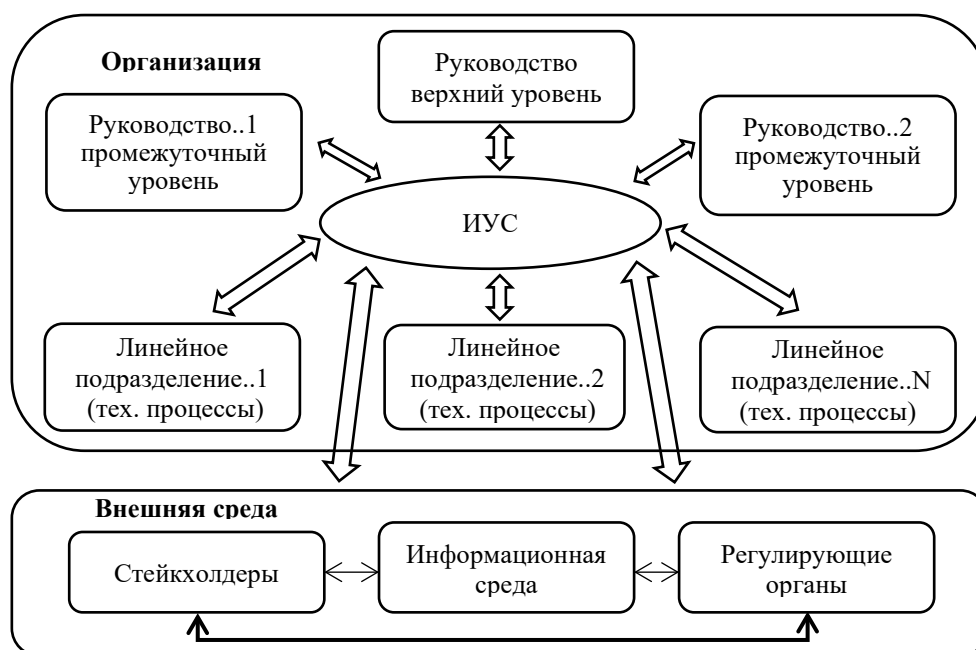 Организация
Руководство
верхний уровень
Руководство..1
промежуточный
уровень
Руководство..2
промежуточный
уровень
ИУС
Линейное
подразделение..1
(тех. процессы)
Линейное
подразделение..2
(тех. процессы)
Линейное
подразделение..N
(тех. процессы)
Внешняя среда
Стейкхолдеры
Информационная
среда
Регулирующие
органы